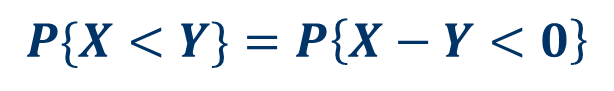 P{X < Y} = P{X − Y < 0}